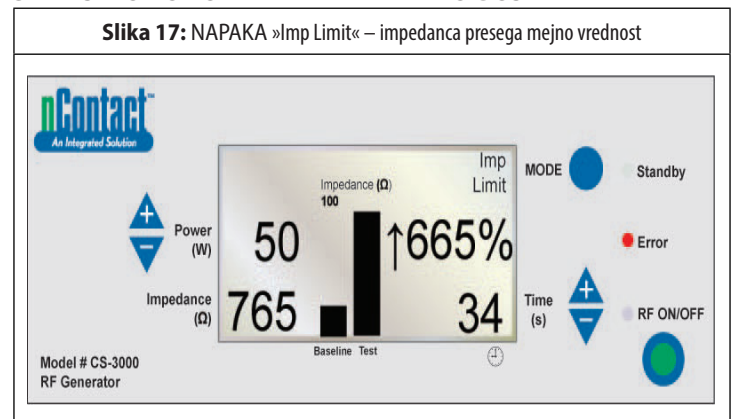 Slika 17: NAPAKA »Imp Limit« – impedanca presega mejno vrednost
nContact™
An Integrated Solution
Imp
Limit
Impedance (Ω)
100
MODE
Standby
+
−
Power
(W)
50
↑665%
Error
Impedance
(Ω)
765
34
Time
(s)
+
−
RF ON/OFF
Baseline Test
Model # CS-3000
RF Generator